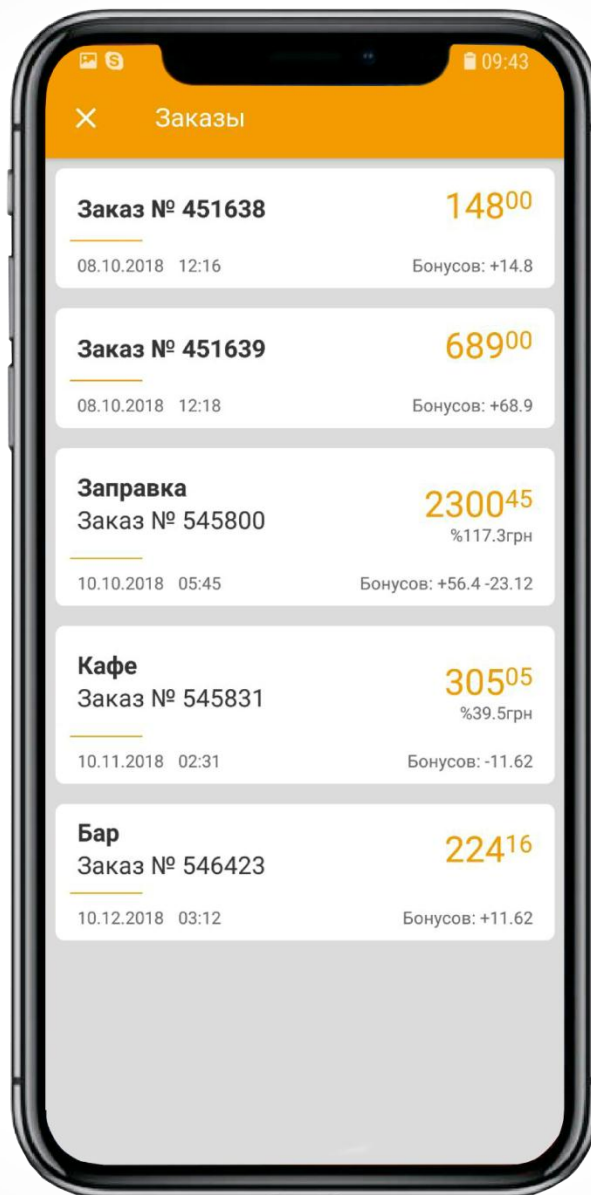 09:43
Заказы
Заказ № 451638
148⁰⁰
08.10.2018 12:16
Бонусов: +14.8
Заказ № 451639
689⁰⁰
08.10.2018 12:18
Бонусов: +68.9
Заправка
Заказ № 545800
2300⁴⁵
%117.3грн
10.10.2018 05:45
Бонусов: +56.4 -23.12
Кафе
Заказ № 545831
305⁰⁵
%39.5грн
10.11.2018 02:31
Бонусов: -11.62
Бар
Заказ № 546423
224¹⁶
10.12.2018 03:12
Бонусов: +11.62